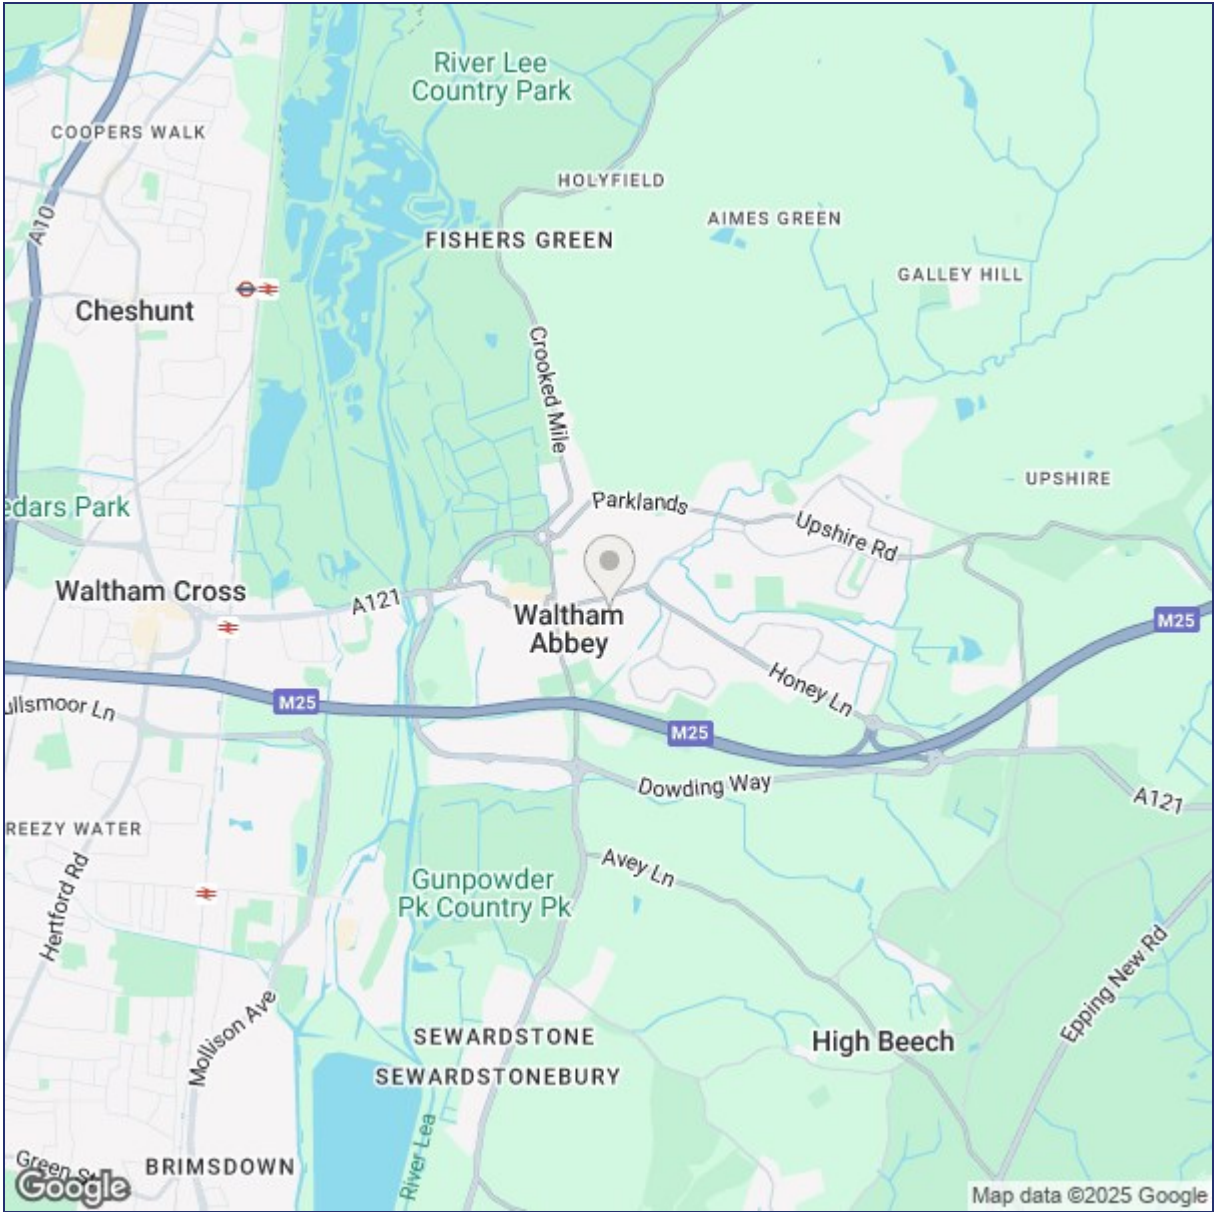 River Lee
Country Park
COOPERS WALK
HOLYFIELD
A10
AIMES GREEN
FISHERS GREEN
GALLEY HILL
Cheshunt
Crooked Mile
UPSHIRE
Parklands
edars Park
Upshire Rd
Waltham Cross
A121
Waltham
Abbey
M25
Honey Ln
M25
ullsmoor Ln
M25
Dowding Way
A121
REEZY WATER
Avey Ln
Hertford Rd
Gunpowder
Pk Country Pk
Epping New Rd
Mollison Ave
SEWARDSTONE
High Beech
SEWARDSTONEBURY
River Lea
BRIMSDOWN
Green St
Google
Map data ©2025 Google